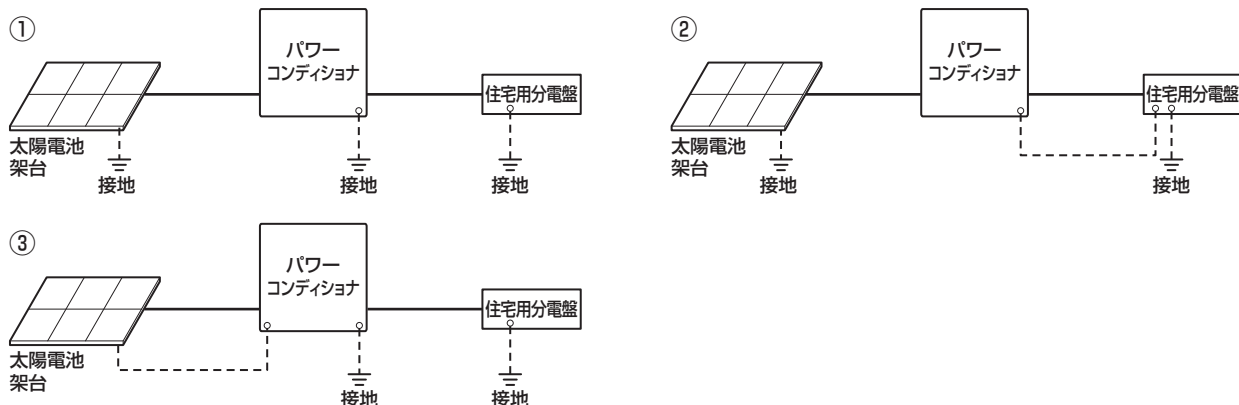 ①
パワー
コンディショナ
住宅用分電盤
太陽電池
架台
接地
接地
接地
②
パワー
コンディショナ
住宅用分電盤
太陽電池
架台
接地
接地
③
パワー
コンディショナ
住宅用分電盤
太陽電池
架台
接地
接地